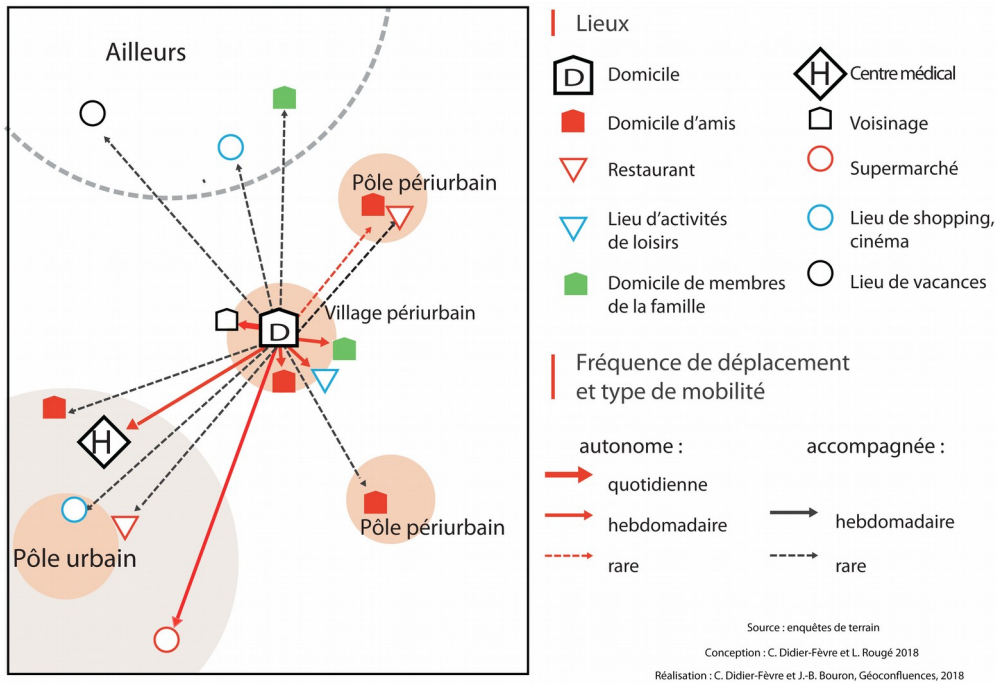 Ailleurs
Pôle périurbain
Village périurbain
D
H
Pôle périurbain
Pôle urbain
Lieux
D
Domicile
H
Centre médical
Domicile d'amis
Voisinage
Restaurant
Supermarché
Lieu d'activités
de loisirs
Lieu de shopping,
cinéma
Domicile de membres
de la famille
Lieu de vacances
Fréquence de déplacement
et type de mobilité
autonome :
quotidienne
hebdomadaire
rare
accompagnée :
hebdomadaire
rare
Source : enquêtes de terrain
Conception : C. Didier-Fèvre et L. Rougé 2018
Réalisation : C. Didier-Fèvre et J.-B. Bouron, Géoconfluences, 2018